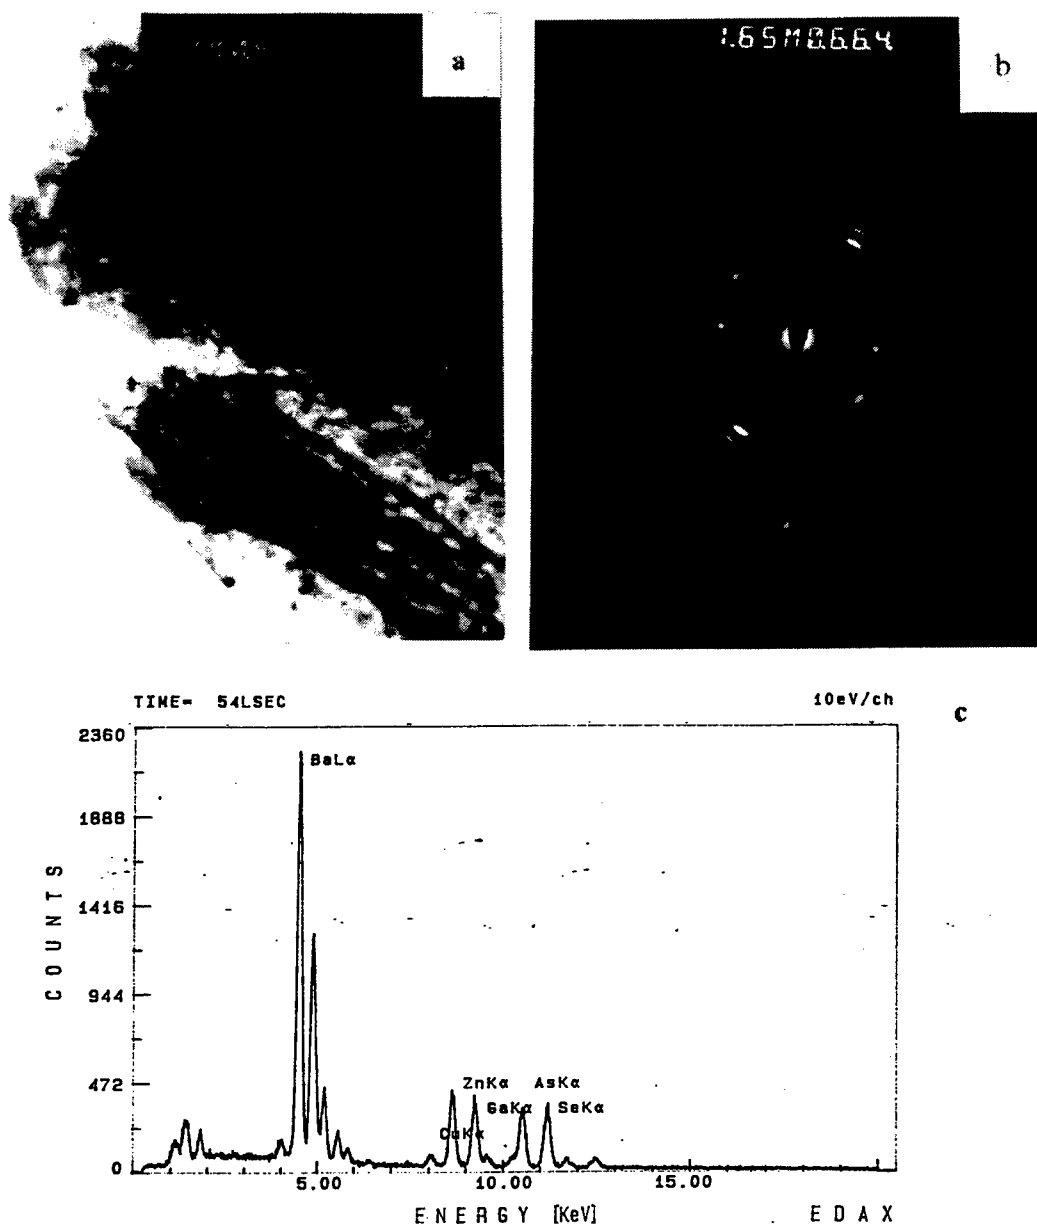 a
1.65M0.664
b
TIME= 54LSEC
10eV/ch
c
2360
BaLα
1888
1416
944
472
0
COUNTS
ZnKα AsKα
GaKα SeKα
CuKα
5.00 10.00 15.00
ENERGY [KeV] EDAX